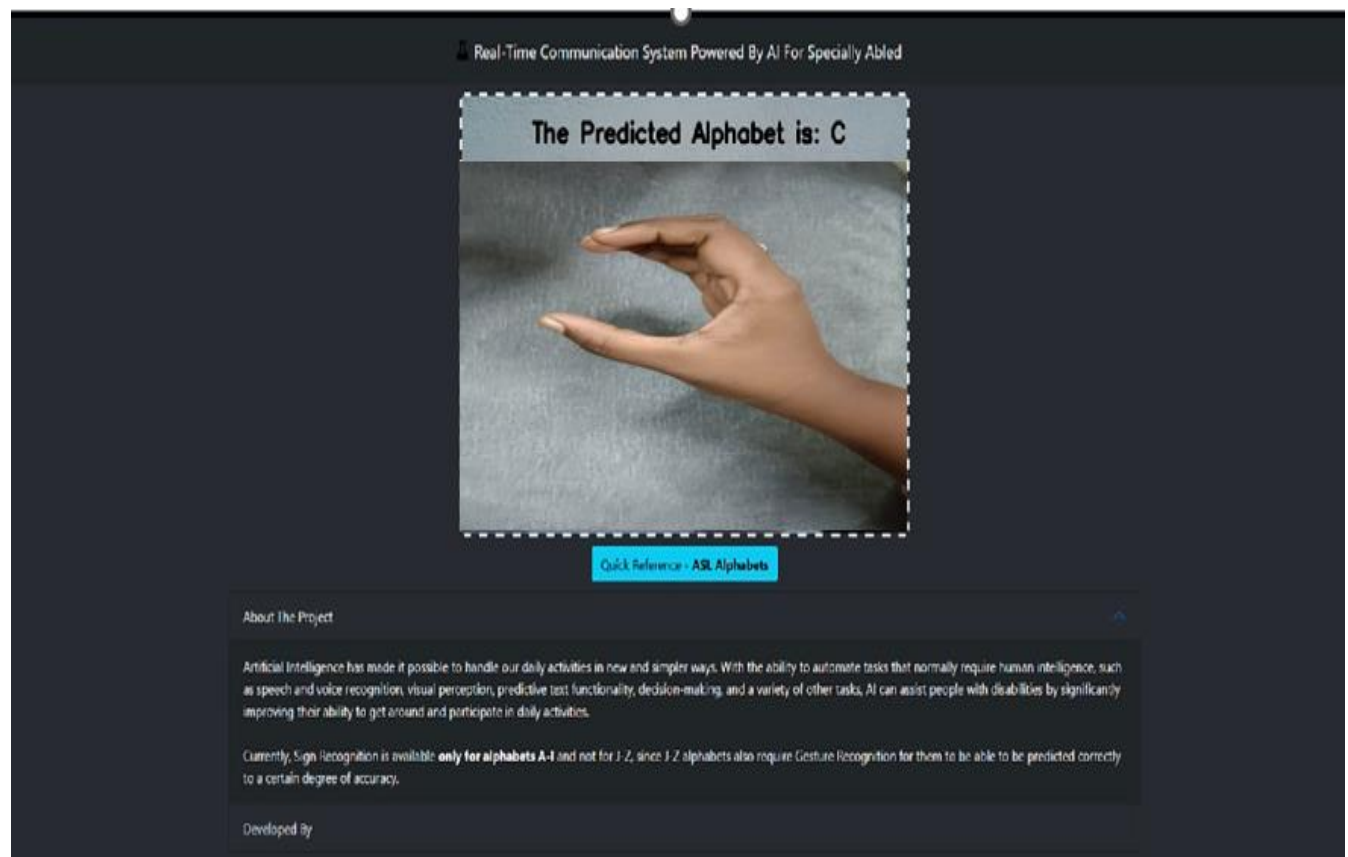 Real-Time Communication System Powered By AI For Specially Abled
The Predicted Alphabet is: C
Quick Reference - ASL Alphabets
About The Project
Artificial Intelligence has made it possible to handle our daily activities in new and simpler ways. With the ability to automate tasks that normally require human intelligence, such
as speech and voice recognition, visual perception, predictive text functionality, decision-making, and a variety of other tasks, AI can assist people with disabilities by significantly
improving their ability to get around and participate in daily activities.
Currently, Sign Recognition is available only for alphabets A-I and not for J-Z, since J-Z alphabets also require Gesture Recognition for them to be able to be predicted correctly
to a certain degree of accuracy.
Developed By